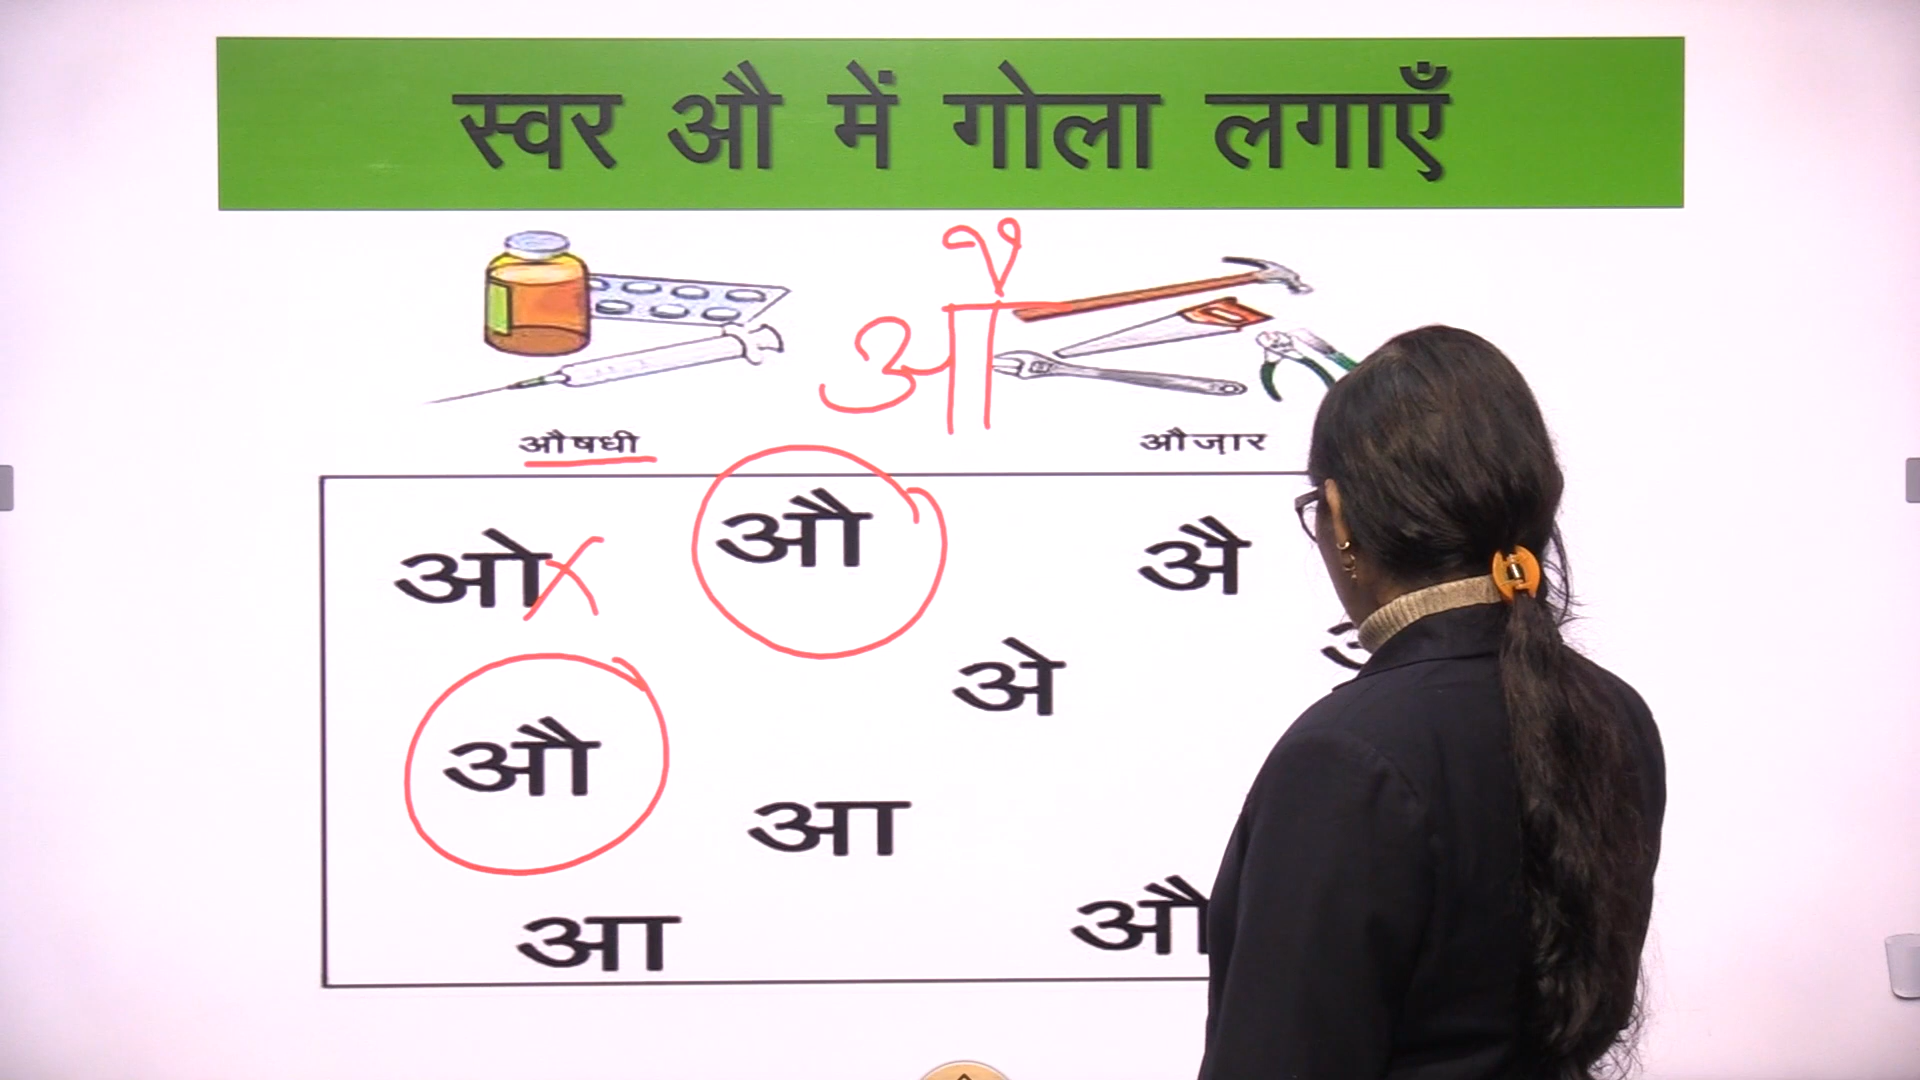 स्वर औ में गोला लगाएँ
औ
औषधी औज़ार
ओ x औ अै
अे
औ
आ
आ औ